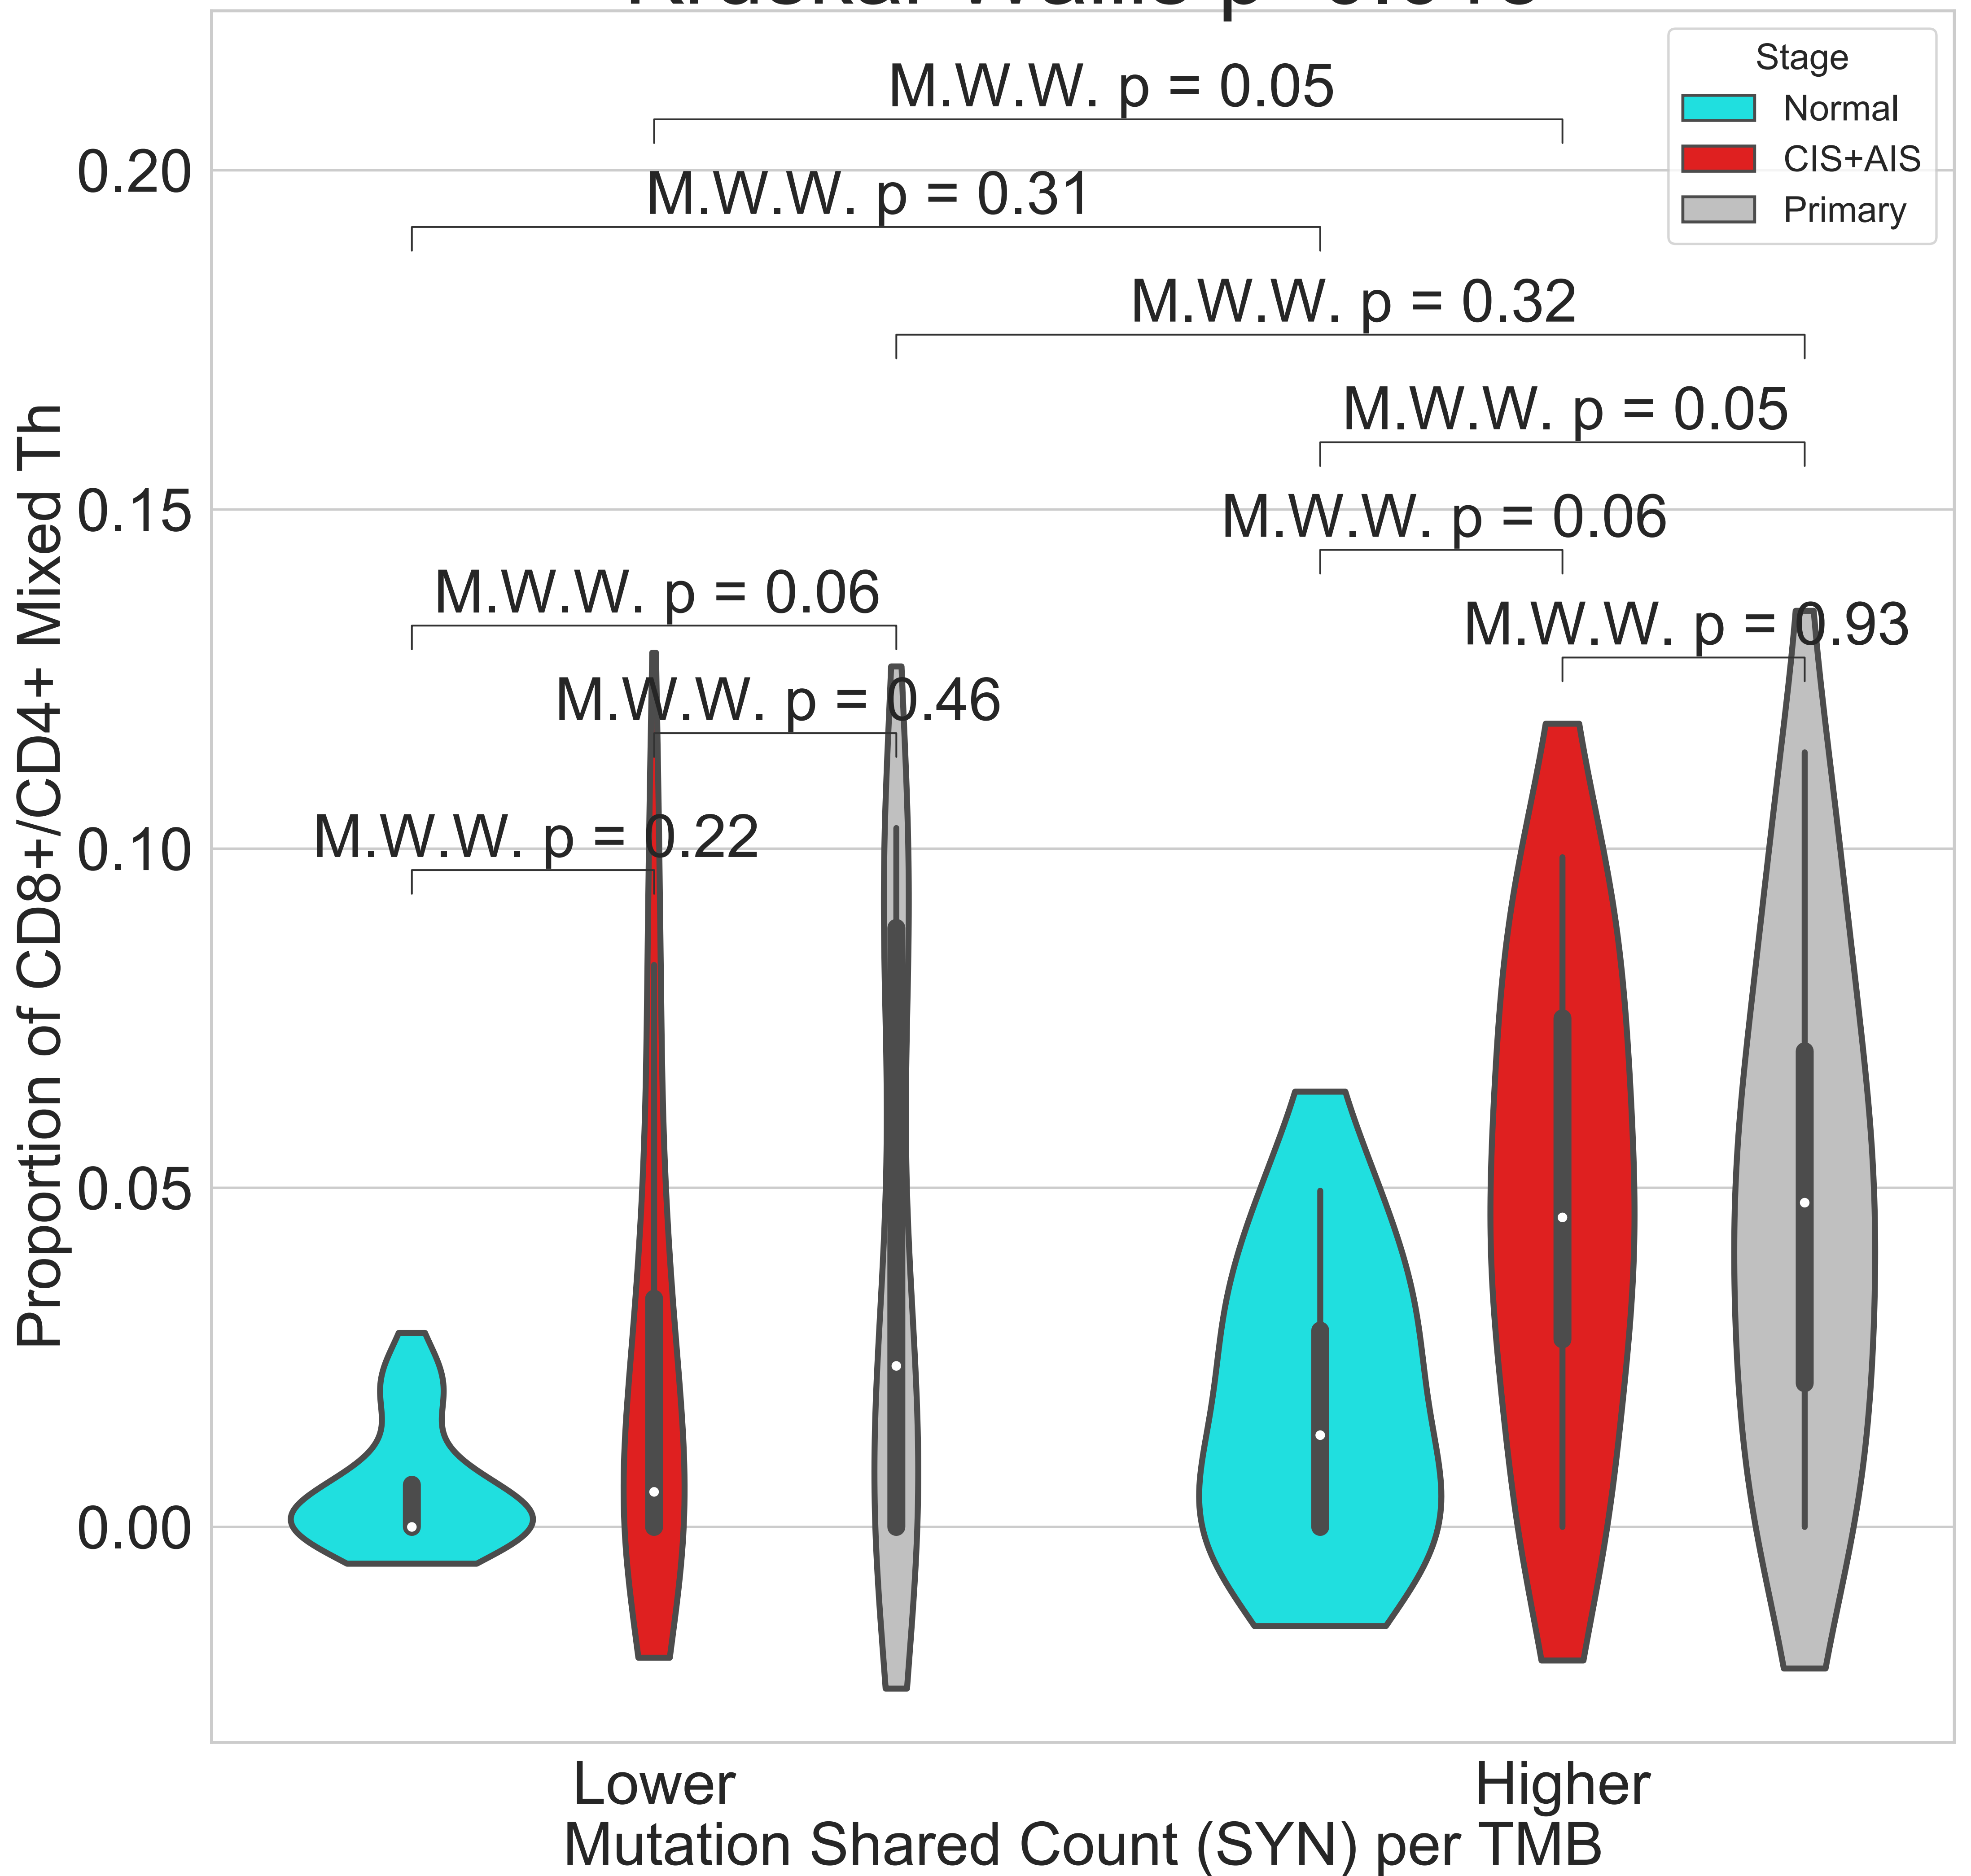 M.W.W. p = 0.05
Stage
Normal
CIS+AIS
Primary
0.20
M.W.W. p = 0.31
M.W.W. p = 0.32
M.W.W. p = 0.05
0.15
M.W.W. p = 0.06
M.W.W. p = 0.06
M.W.W. p = 0.93
M.W.W. p = 0.46
0.10
M.W.W. p = 0.22
0.05
0.00
Proportion of CD8+/CD4+ Mixed Th
Lower
Higher
Mutation Shared Count (SYN) per TMB